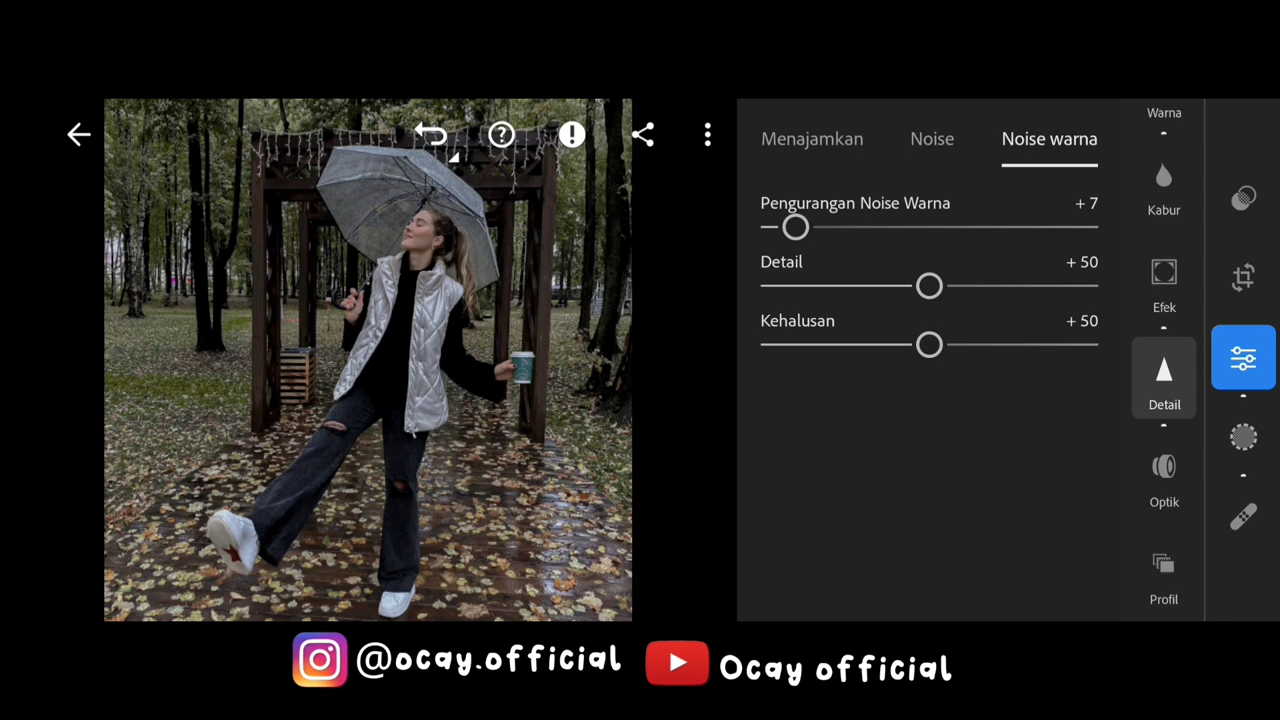 Menajamkan
Noise
Noise warna
Pengurangan Noise Warna
+ 7
Detail
+ 50
Kehalusan
+ 50
Warna
Kabur
Efek
Detail
Optik
Profil
@ocay.official
Ocay official